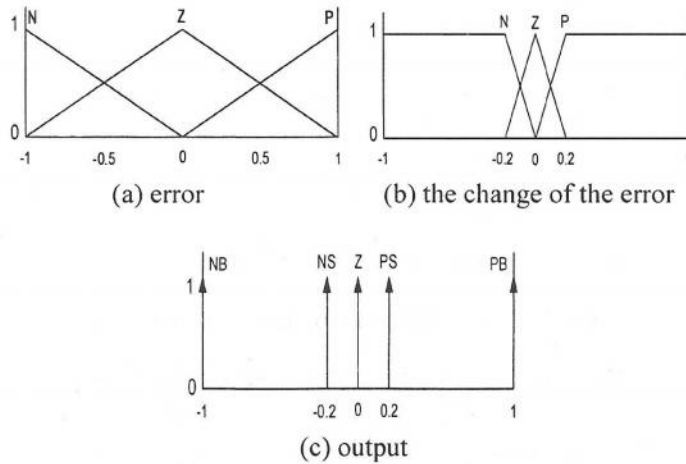 N Z P
1
0
-1 -0.5 0 0.5 1
(a) error
N Z P
1
0
-1 -0.2 0 0.2
(b) the change of the error
NB NS Z PS PB
1
0
-1 -0.2 0 0.2 1
(c) output